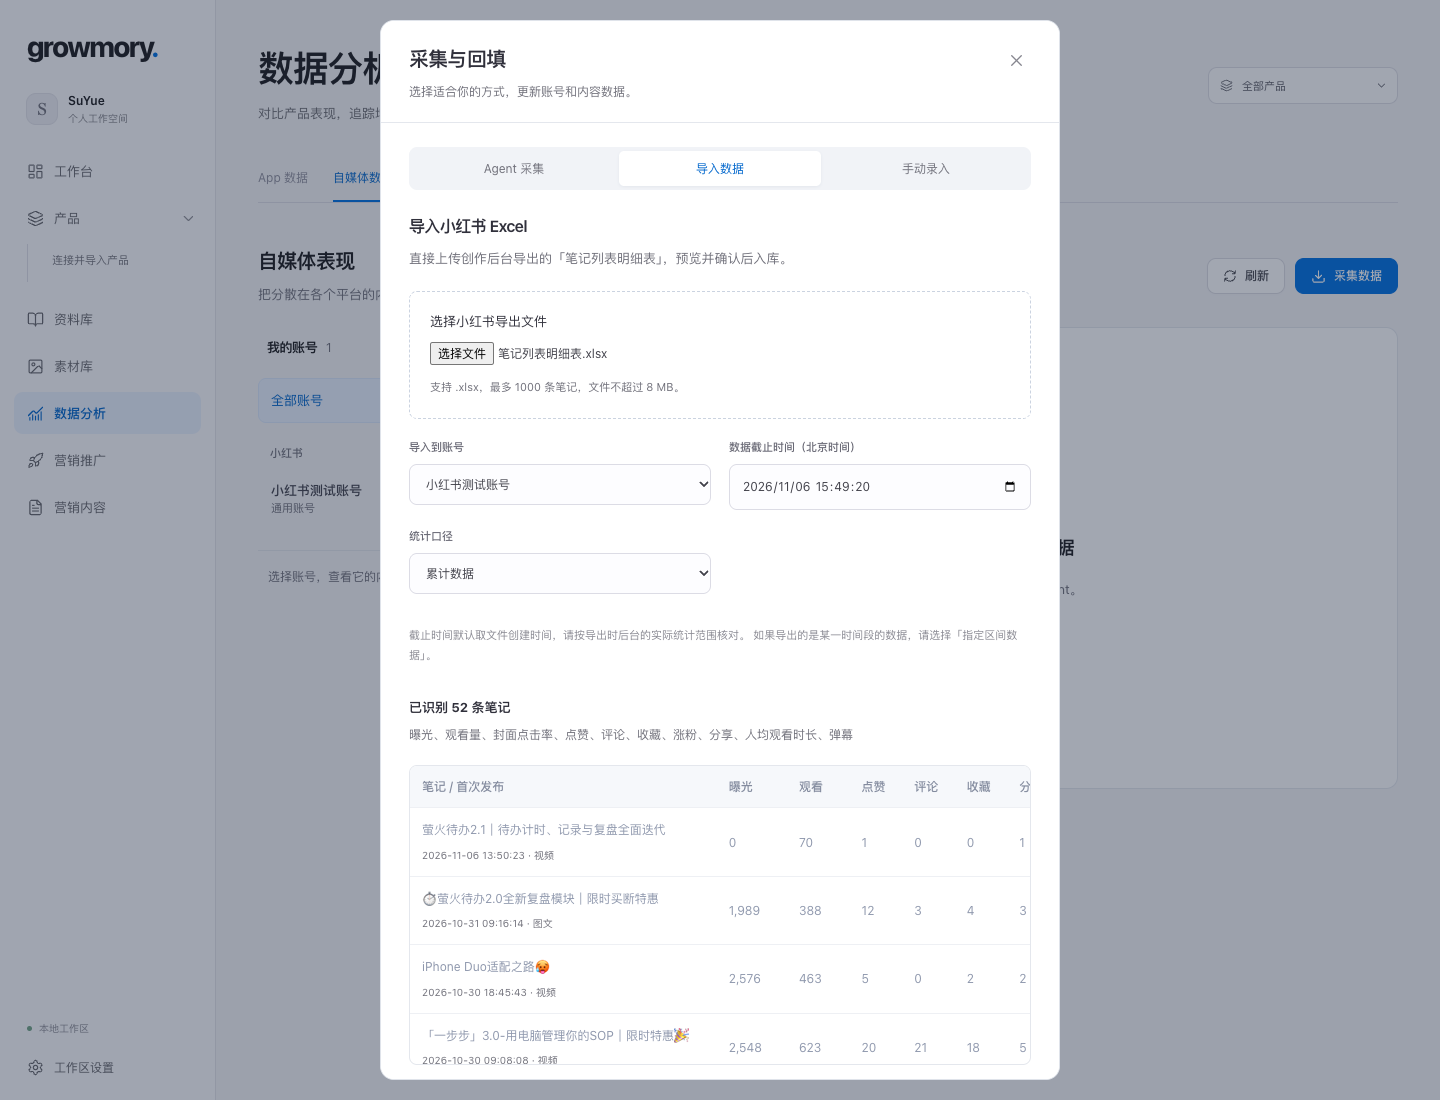 growmory.
S
SuYue
个人工作空间
工作台
产品
连接并导入产品
资料库
素材库
数据分析
营销推广
营销内容
本地工作区
工作区设置
数据分析
对比产品表现，追踪
全部产品
App 数据
自媒体数
自媒体表现
把分散在各个平台的内
刷新
采集数据
我的账号 1
全部账号
小红书
小红书测试账号
通用账号
选择账号，查看它的内
据
nt。
采集与回填
选择适合你的方式，更新账号和内容数据。
Agent 采集
导入数据
手动录入
导入小红书 Excel
直接上传创作后台导出的「笔记列表明细表」，预览并确认后入库。
选择小红书导出文件
选择文件 笔记列表明细表.xlsx
支持 .xlsx，最多 1000 条笔记，文件不超过 8 MB。
导入到账号
小红书测试账号
数据截止时间（北京时间）
2026/11/06 15:49:20
统计口径
累计数据
截止时间默认取文件创建时间，请按导出时后台的实际统计范围核对。 如果导出的是某一时间段的数据，请选择「指定区间数
据」。
已识别 52 条笔记
曝光、观看量、封面点击率、点赞、评论、收藏、涨粉、分享、人均观看时长、弹幕
笔记 / 首次发布 曝光 观看 点赞 评论 收藏 分
萤火待办2.1｜待办计时、记录与复盘全面迭代
2026-11-06 13:50:23 · 视频
0 70 1 0 0 1
⏱️萤火待办2.0全新复盘模块｜限时买断特惠
2026-10-31 09:16:14 · 图文
1,989 388 12 3 4 3
iPhone Duo适配之路🥵
2026-10-30 18:45:43 · 视频
2,576 463 5 0 2 2
「一步步」3.0-用电脑管理你的SOP｜限时特惠🎉
2026-10-30 09:08:08 · 视频
2,548 623 20 21 18 5